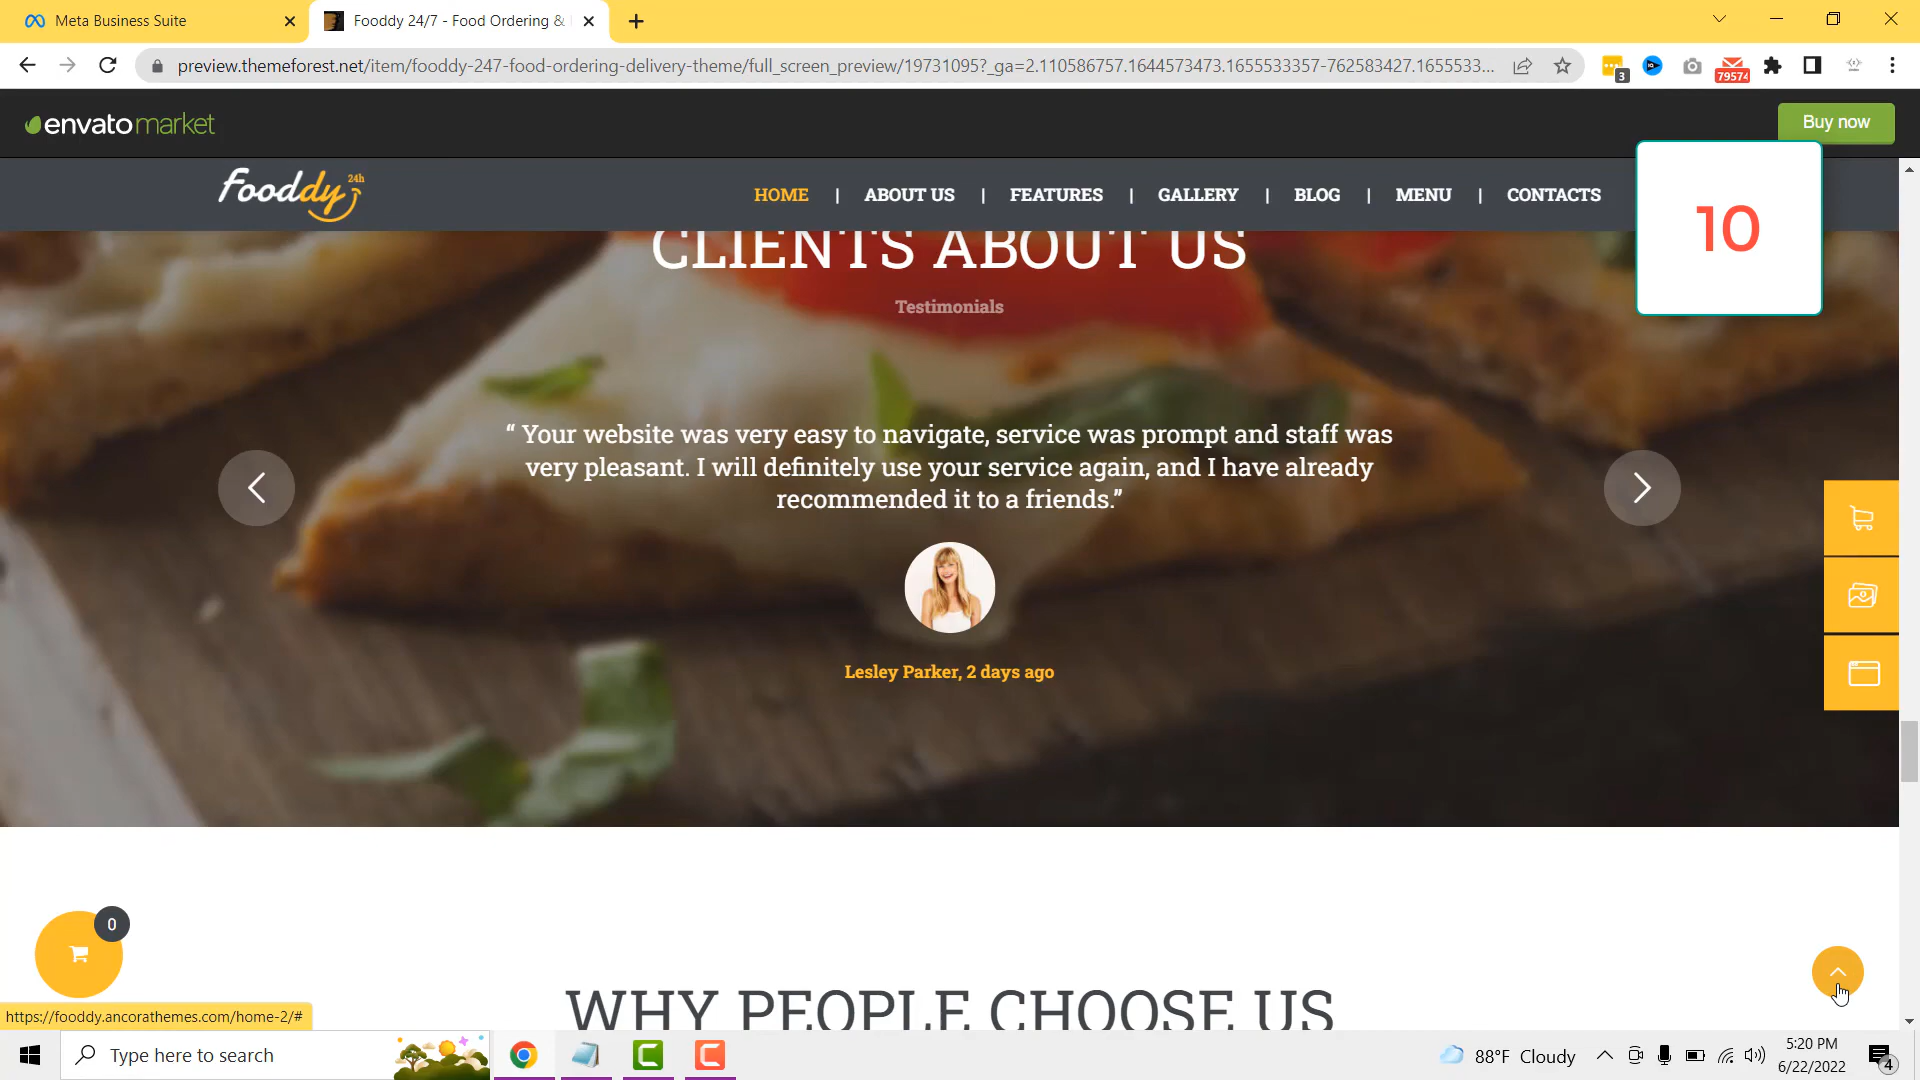 Meta Business Suite
Fooddy 24/7 - Food Ordering &
preview.themeforest.net/item/fooddy-247-food-ordering-delivery-theme/full_screen_preview/19731095?_ga=2.110586757.1644573473.1655533357-762583427.1655533...
3
79574
envatomarket
Buy now
fooddy 24h
HOME | ABOUT US | FEATURES | GALLERY | BLOG | MENU | CONTACTS
10
CLIENTS ABOUT US
Testimonials
“ Your website was very easy to navigate, service was prompt and staff was
very pleasant. I will definitely use your service again, and I have already
recommended it to a friends.”
Lesley Parker, 2 days ago
0
WHY PEOPLE CHOOSE US
https://fooddy.ancorathemes.com/home-2/#
Type here to search
88°F Cloudy
5:20 PM
6/22/2022
4